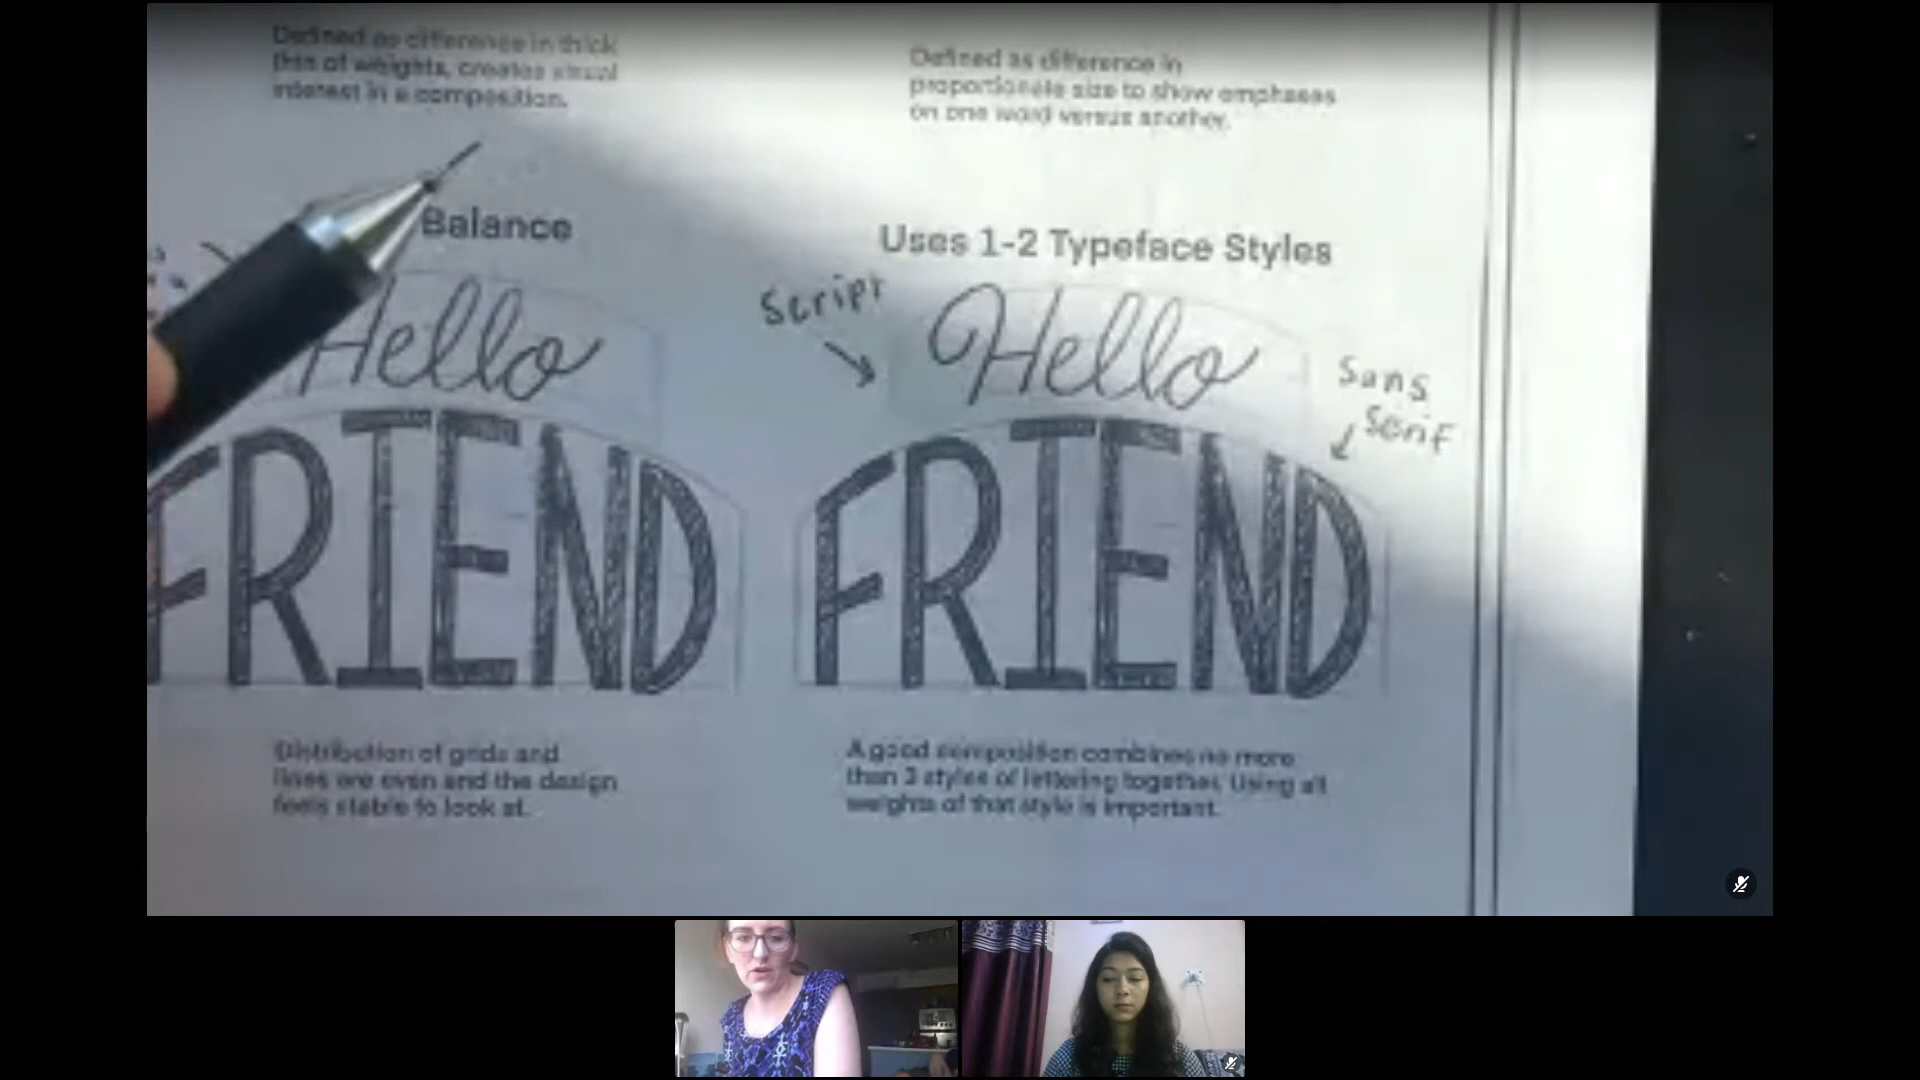 Defined as difference in thick
thin of weights, creates visual
interest in a composition.
Defined as difference in
proportionate size to show emphases
on one word versus another.
Balance
Hello
FRIEND
Distribution of grids and
lines are even and the design
feels stable to look at.
Uses 1-2 Typeface Styles
Script
Hello
Sans
Serif
FRIEND
A good composition combines no more
than 3 styles of lettering together. Using all
weights of that style is important.